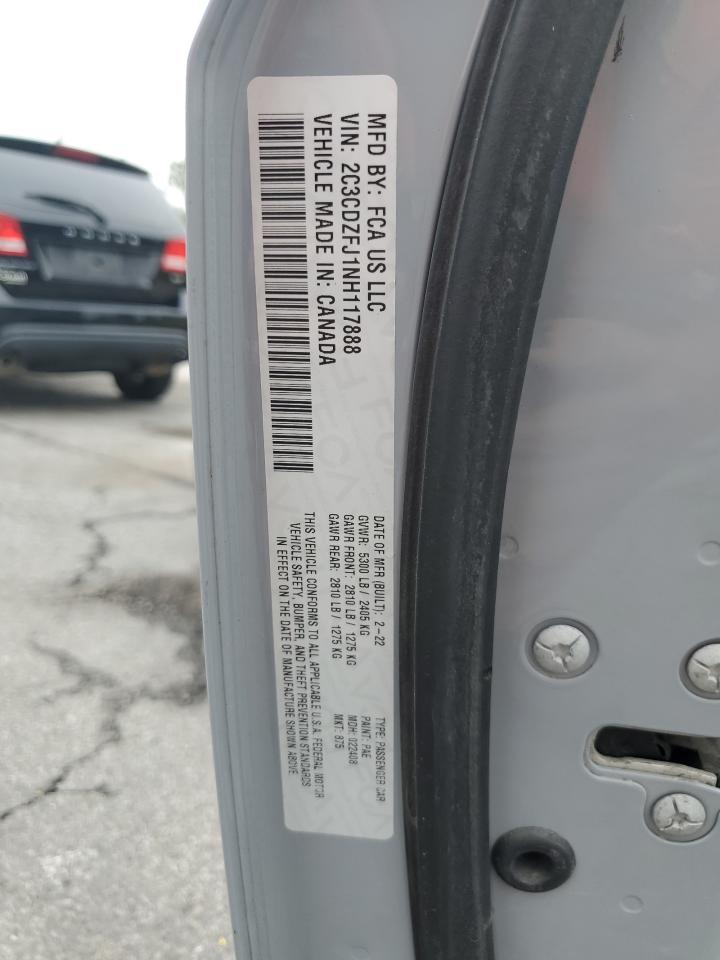 MFD BY: FCA US LLC
VIN: 2C3CDZFJ1NH117888
VEHICLE MADE IN: CANADA
DATE OF MFR (BUILT): 2-22
GVWR: 5300 LB / 2405 KG
GAWR FRONT: 2810 LB / 1275 KG
GAWR REAR: 2810 LB / 1275 KG
TYPE: PASSENGER CAR
PAINT: PAE
MDH: 022408
MKT: 875
THIS VEHICLE CONFORMS TO ALL APPLICABLE U.S.A. FEDERAL MOTOR
VEHICLE SAFETY, BUMPER, AND THEFT PREVENTION STANDARDS
IN EFFECT ON THE DATE OF MANUFACTURE SHOWN ABOVE.
DODGE